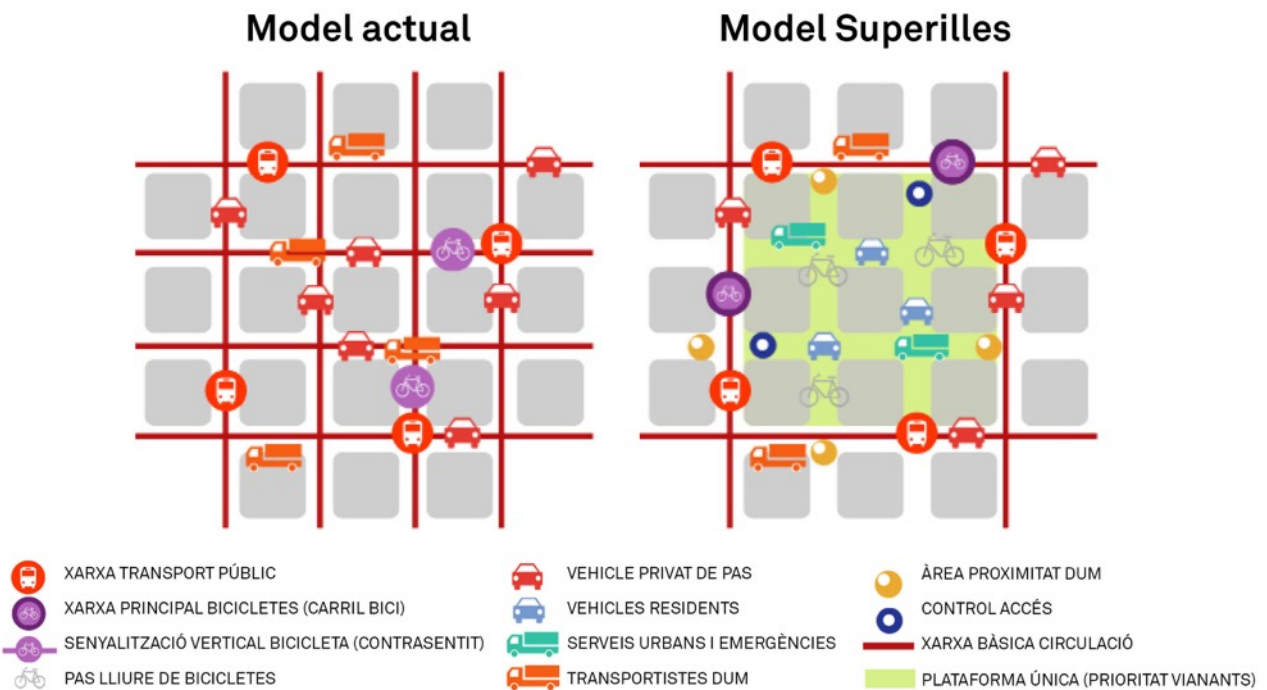 Model actual
Model Superilles
XARXA TRANSPORT PÚBLIC
XARXA PRINCIPAL BICICLETES (CARRIL BICI)
SENYALITZACIÓ VERTICAL BICICLETA (CONTRASENTIT)
PAS LLIURE DE BICICLETES
VEHICLE PRIVAT DE PAS
VEHICLES RESIDENTS
SERVEIS URBANS I EMERGÈNCIES
TRANSPORTISTES DUM
ÀREA PROXIMITAT DUM
CONTROL ACCÉS
XARXA BÀSICA CIRCULACIÓ
PLATAFORMA ÚNICA (PRIORITAT VIANANTS)